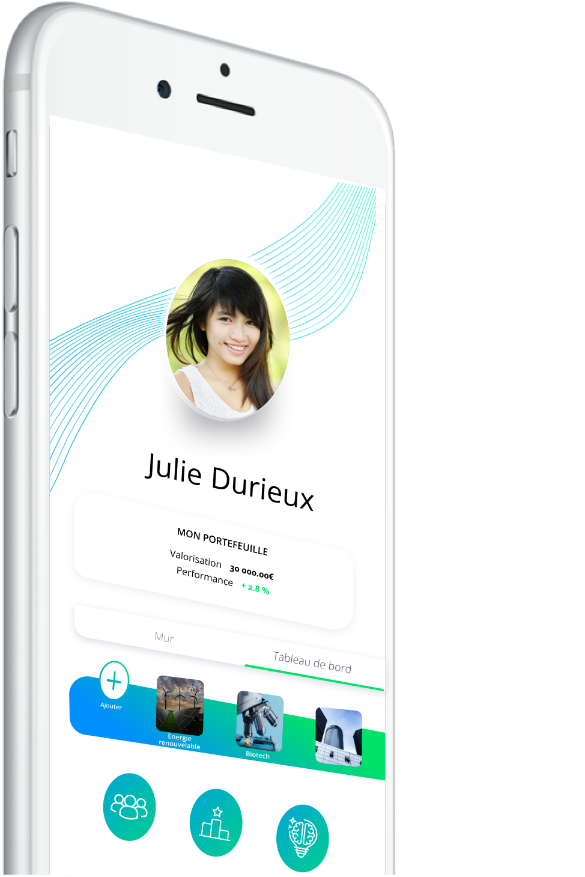 Julie Durieux
MON PORTEFEUILLE
Valorisation 30 000.00€
Performance + 2.8 %
Mur
Tableau de bord
Ajouter
Energie
renouvelable
Biotech